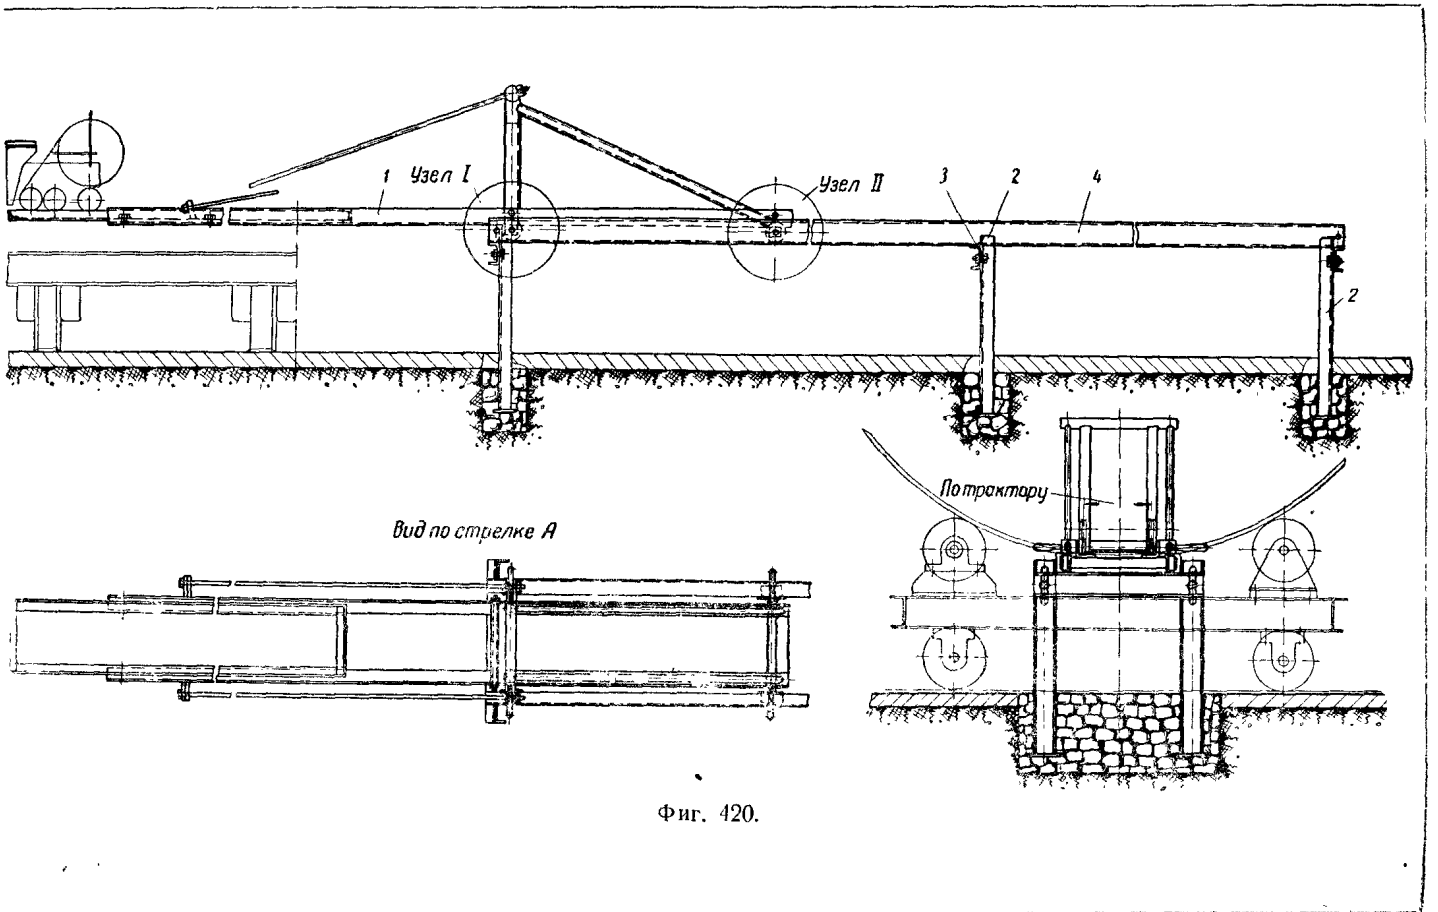 1
Узел I
Узел II
3
2
4
2
По трактору
Вид по стрелке А
Фиг. 420.